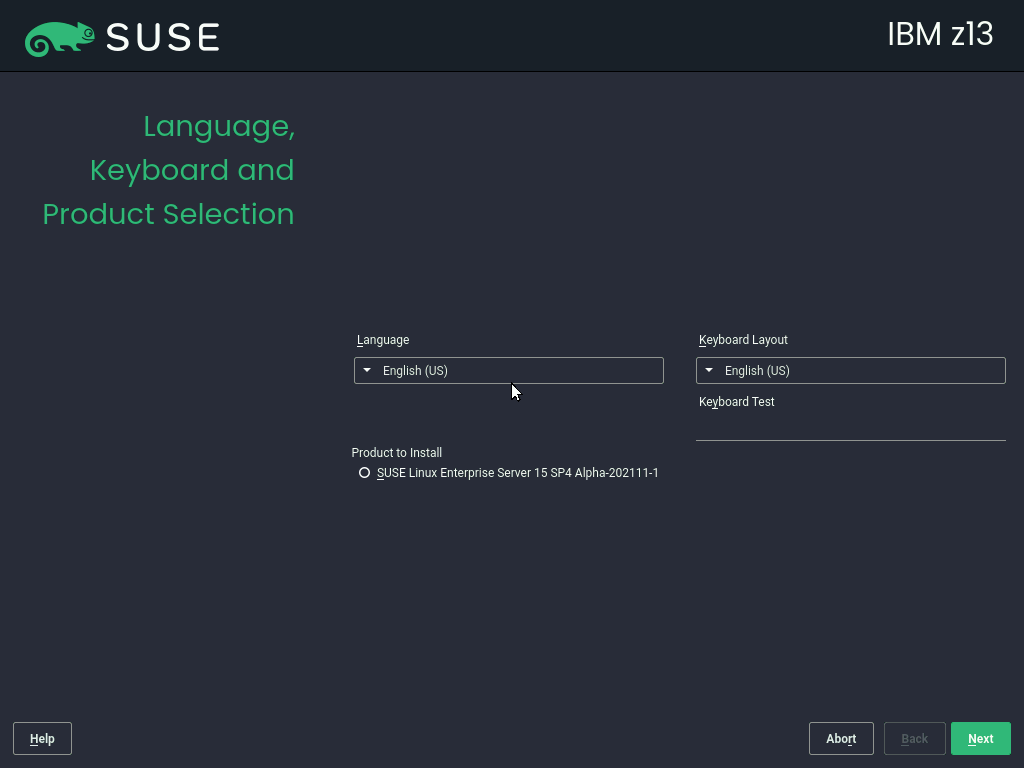 SUSE
IBM z13
Language,
Keyboard and
Product Selection
Language
Keyboard Layout
English (US)
English (US)
Keyboard Test
Product to Install
SUSE Linux Enterprise Server 15 SP4 Alpha-202111-1
Help
Abort
Back
Next